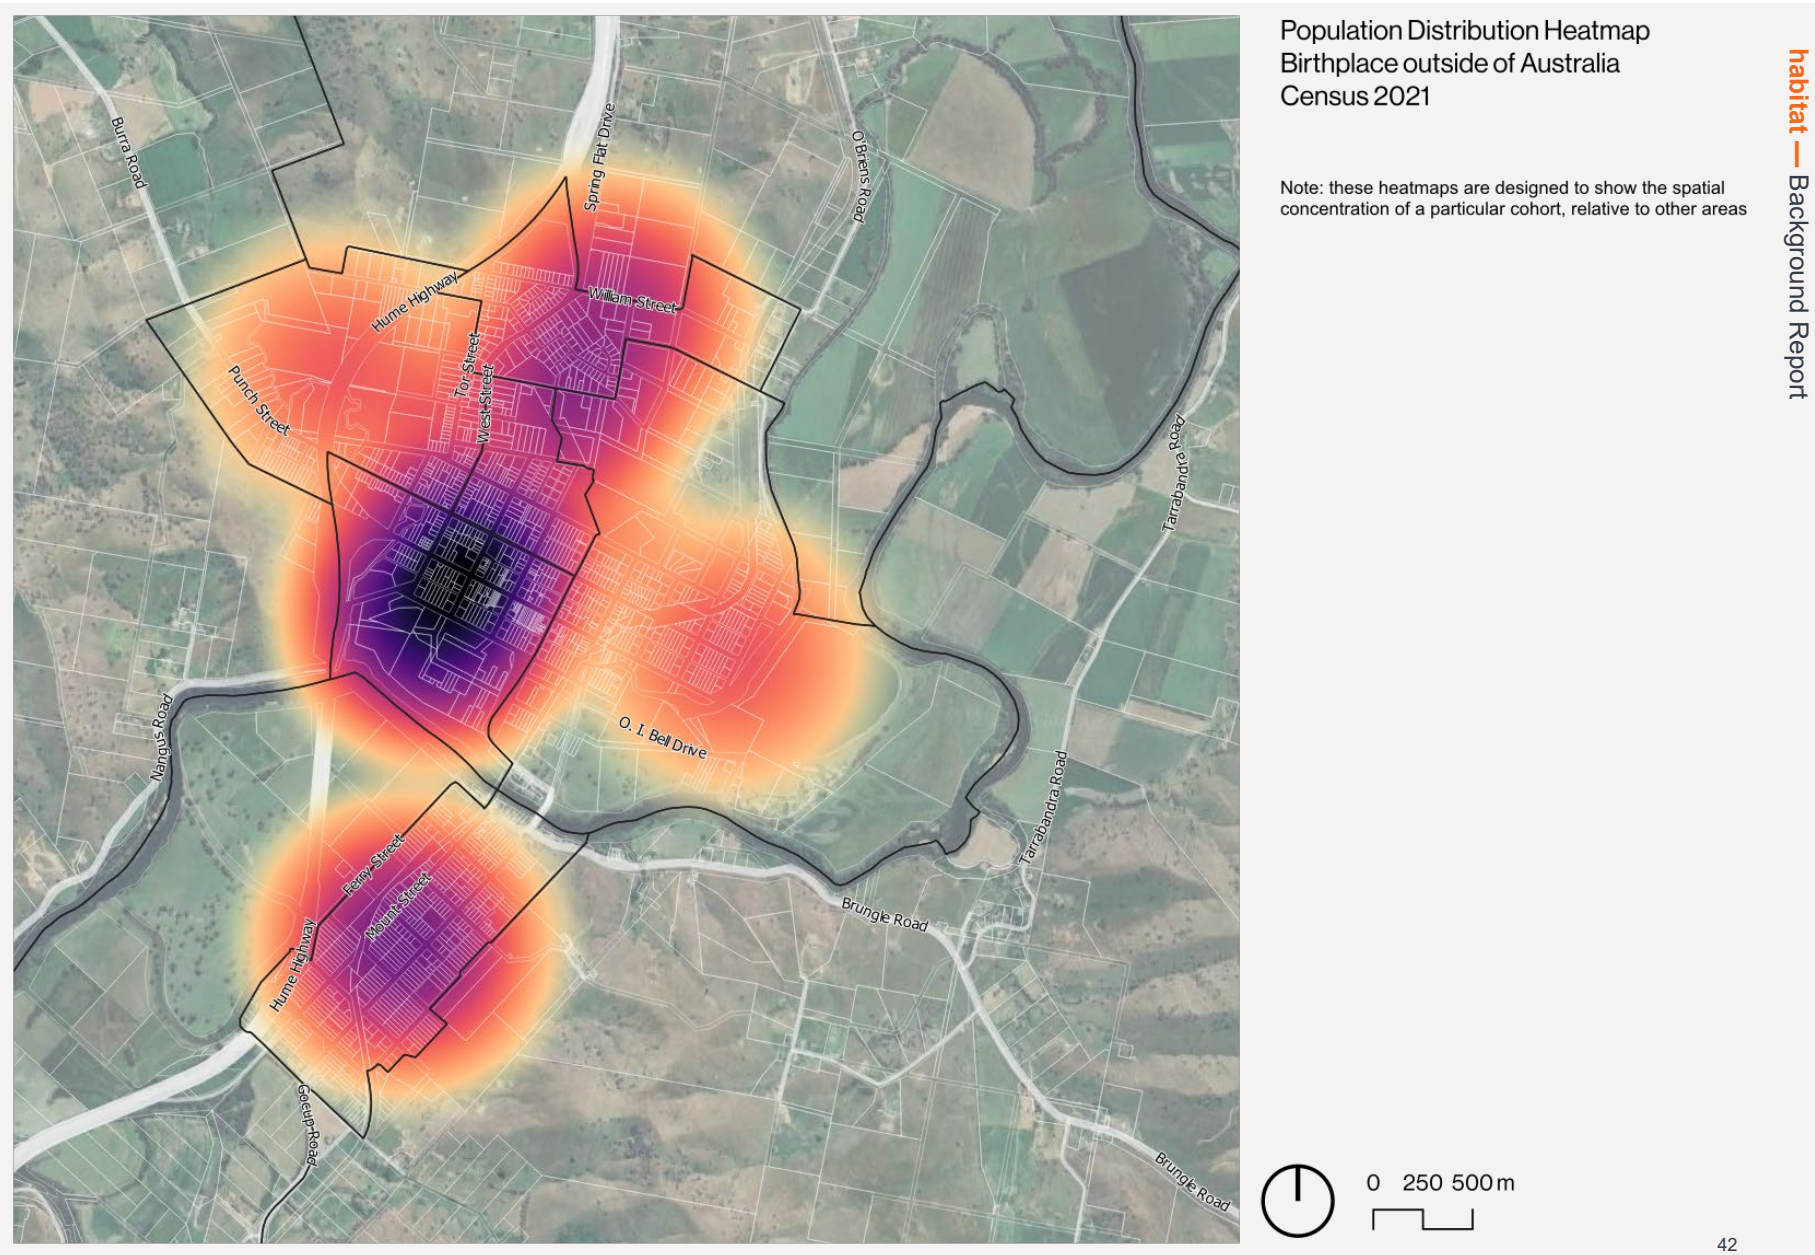 Population Distribution Heatmap
Birthplace outside of Australia
Census 2021
Note: these heatmaps are designed to show the spatial
concentration of a particular cohort, relative to other areas
habitat — Background Report
Burra Road
Spring Flat Drive
O'Briens Road
Hume Highway
William Street
Tor Street
West Street
Punch Street
Tarrabandra Road
Nanangus Road
O. I. Bell Drive
Tarrabandra Road
Ferry Street
Mount Street
Hume Highway
Brungle Road
Gocup Road
Brungle Road
0 250 500 m
42